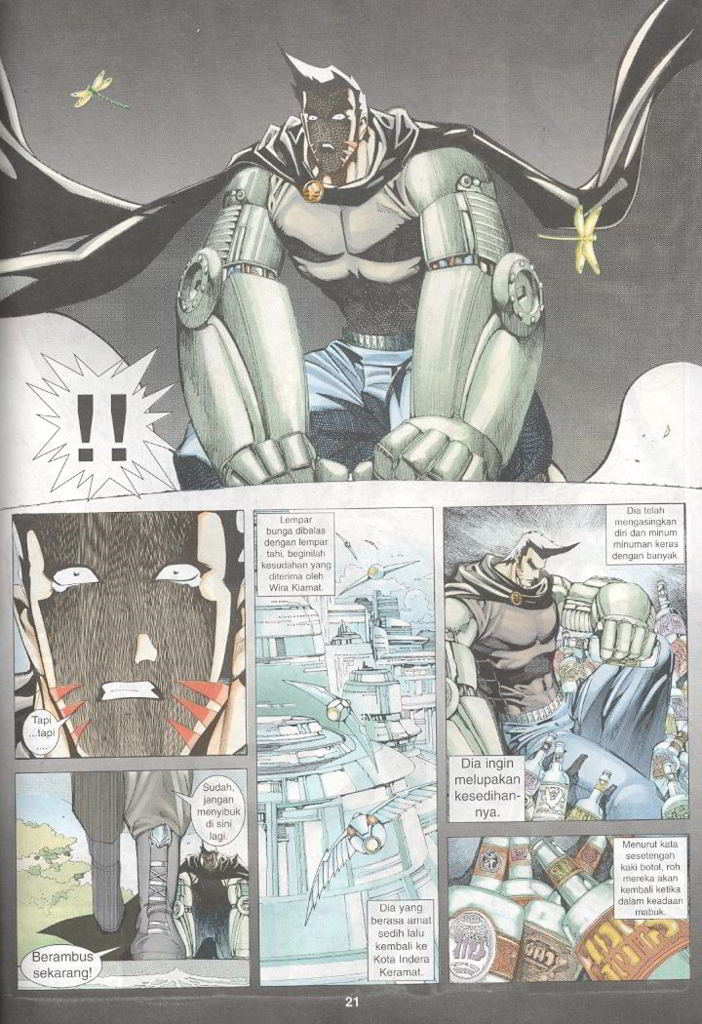 !!
Tapi
...tapi
....
Lempar
bunga dibalas
dengan lempar
tahi, beginilah
kesudahan yang
diterima oleh
Wira Kiamat.
Dia telah
mengasingkan
diri dan minum
minuman keras
dengan banyak
Dia ingin
melupakan
kesedihan-
nya.
Sudah,
jangan
menyibuk
di sini
lagi.
Berambus
sekarang!
Dia yang
berasa amat
sedih lalu
kembali ke
Kota Indera
Keramat.
Menurut kata
sesetengah
kaki botol, roh
mereka akan
kembali ketika
dalam keadaan
mabuk.
21